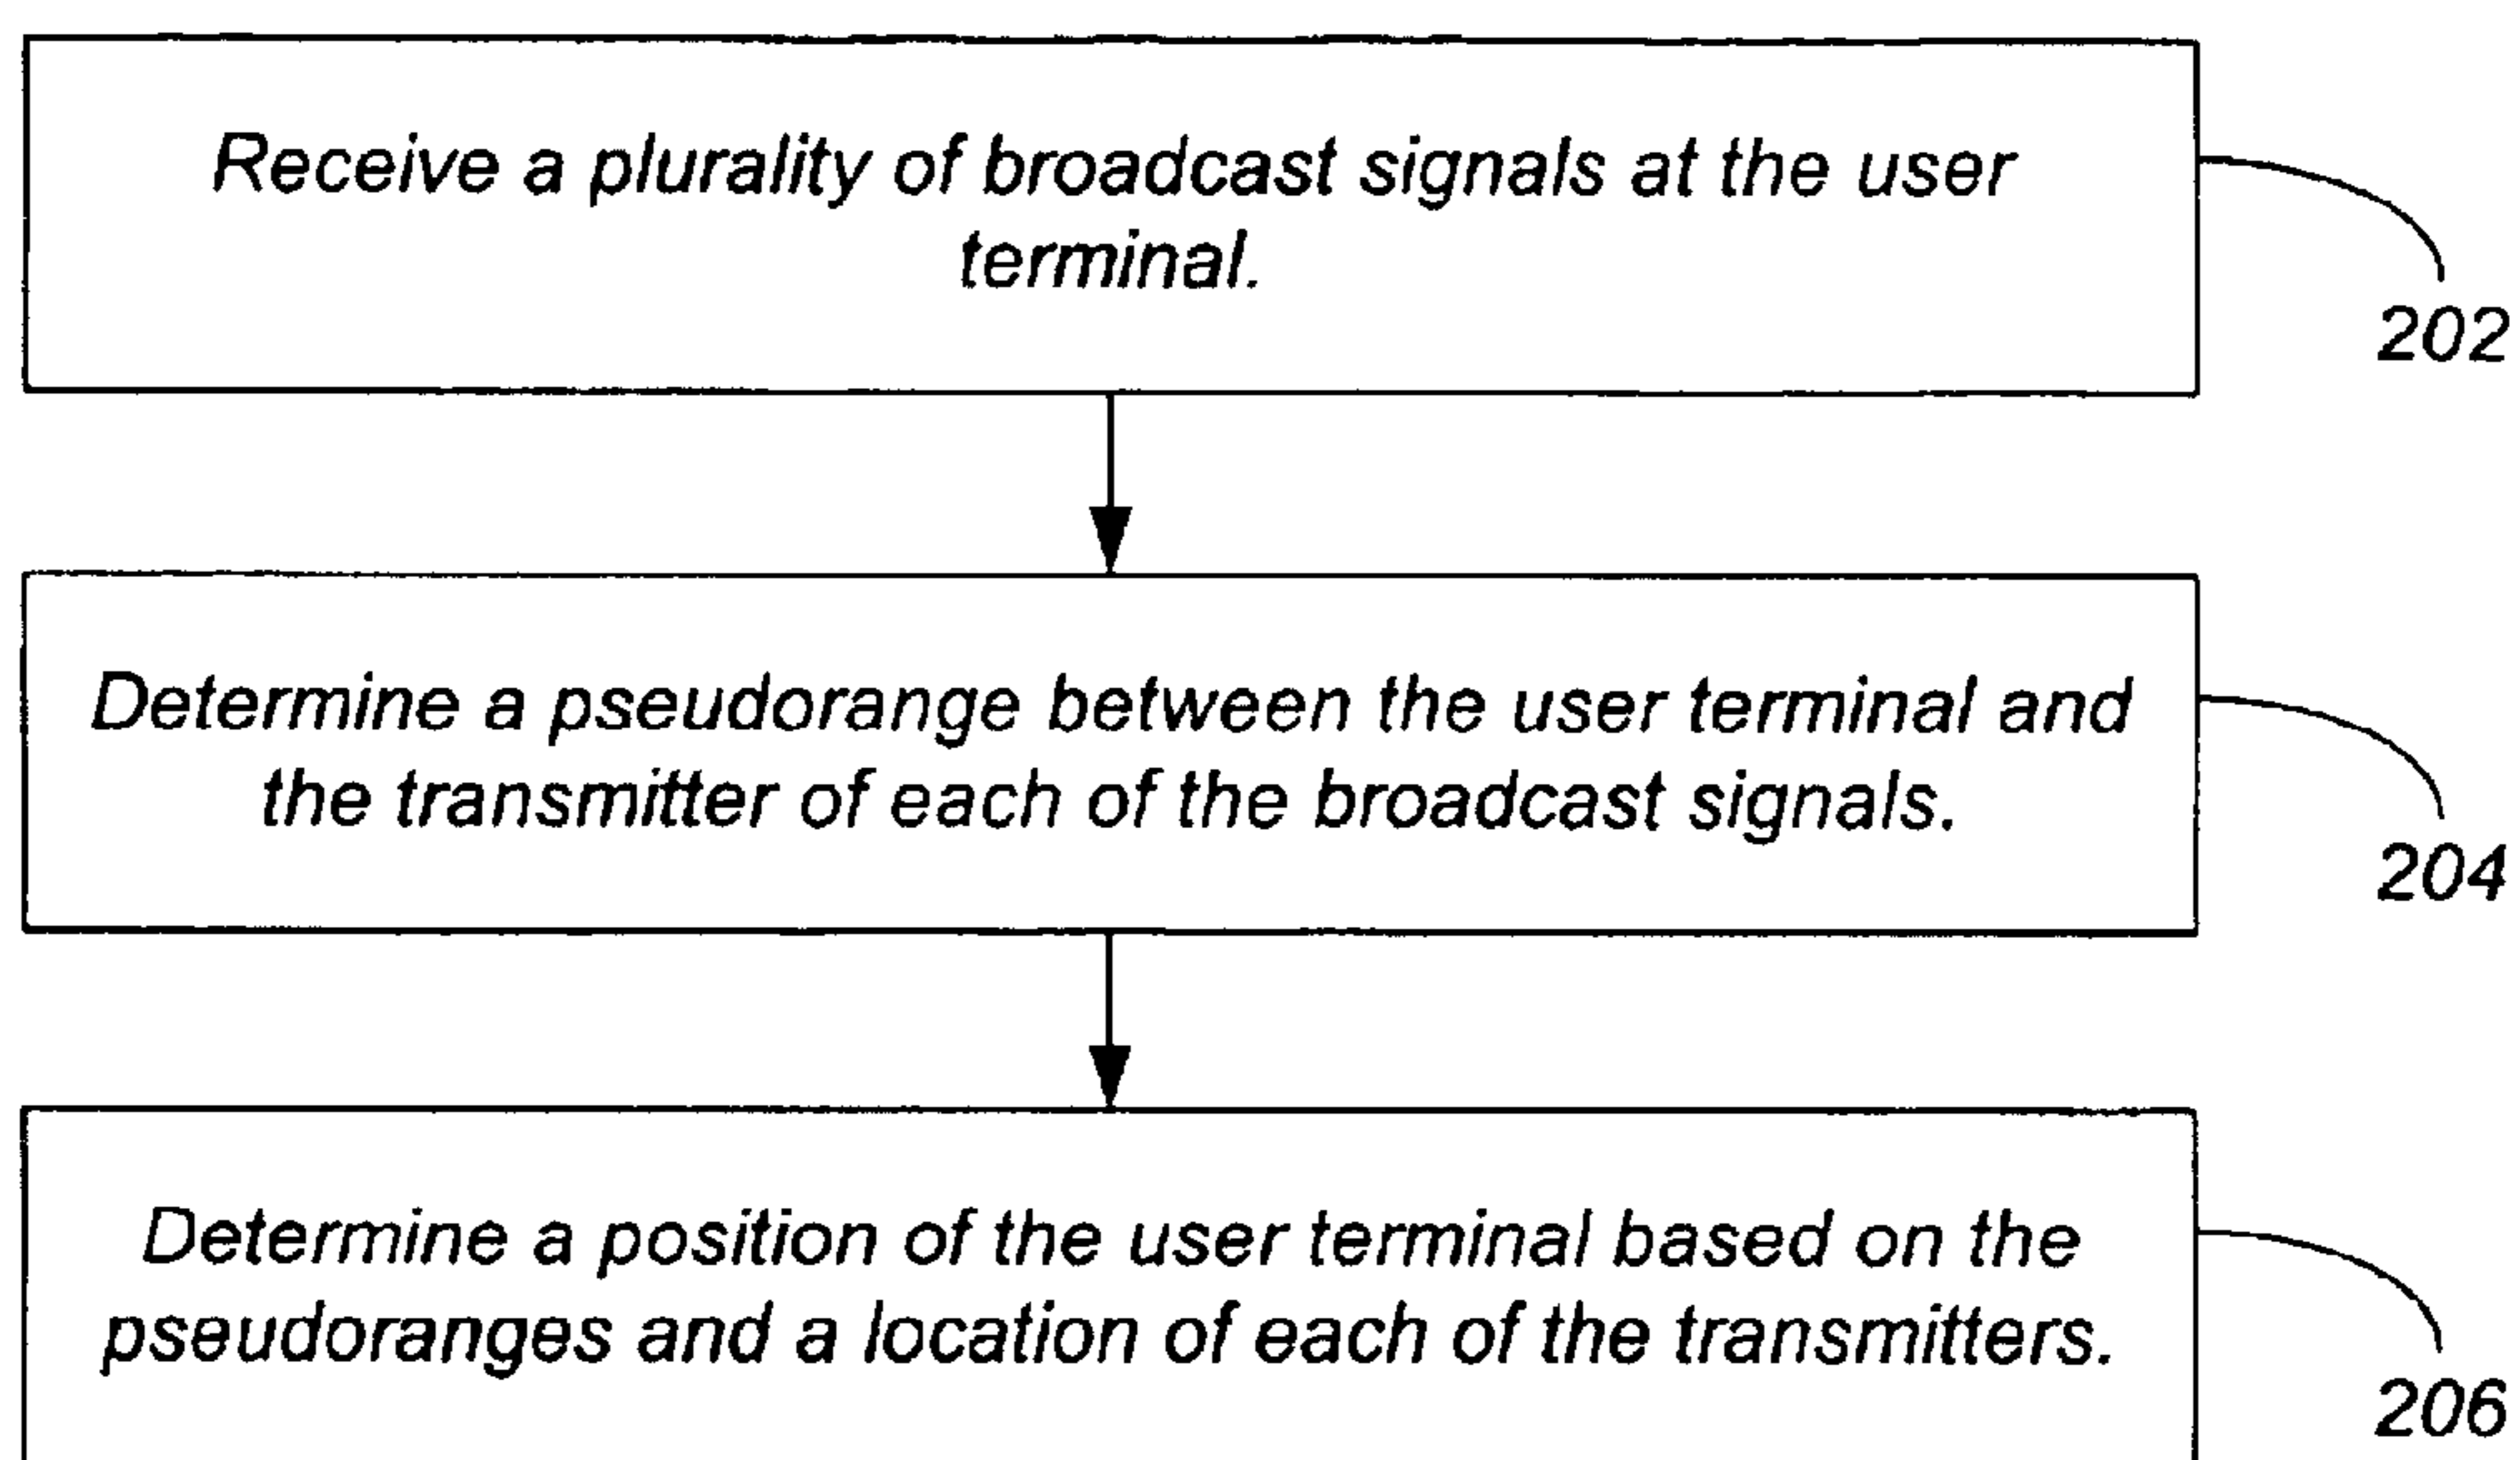 Receive a plurality of broadcast signals at the user
terminal.
202
Determine a pseudorange between the user terminal and
the transmitter of each of the broadcast signals.
204
Determine a position of the user terminal based on the
pseudoranges and a location of each of the transmitters.
206